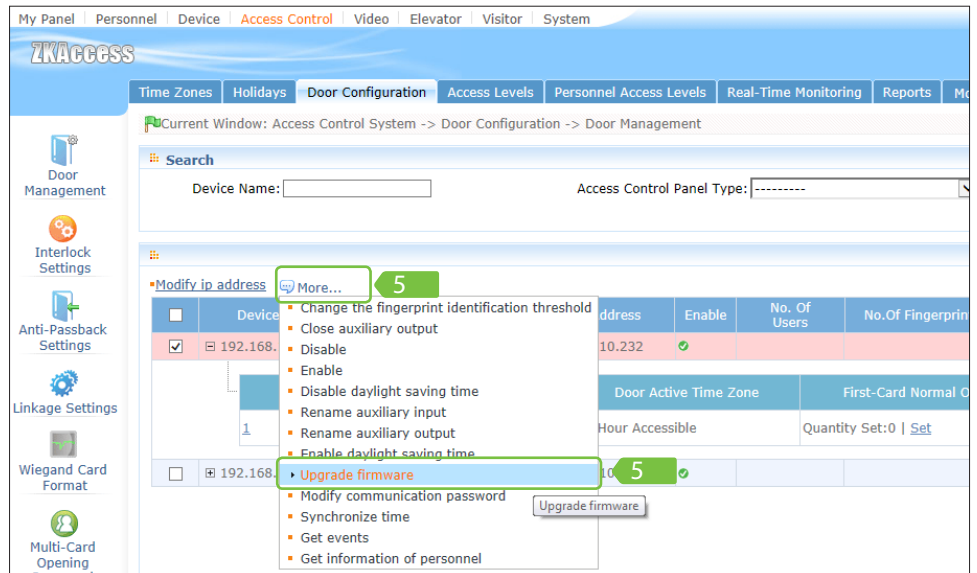 My Panel Personnel Device Access Control Video Elevator Visitor System
ZKAccess
Time Zones Holidays Door Configuration Access Levels Personnel Access Levels Real-Time Monitoring Reports Mo
Current Window: Access Control System -> Door Configuration -> Door Management
Search
Device Name: Access Control Panel Type: ---------
Door
Management
Interlock
Settings
Anti-Passback
Settings
Linkage Settings
Wiegand Card
Format
Multi-Card
Opening
Modify ip address More... 5
Device ddress Enable No. Of Users No.Of Fingerprin
192.168. 10.232
Door Active Time Zone First-Card Normal O
1 Hour Accessible Quantity Set:0 | Set
192.168. 10
Change the fingerprint identification threshold
Close auxiliary output
Disable
Enable
Disable daylight saving time
Rename auxiliary input
Rename auxiliary output
Enable daylight saving time
Upgrade firmware 5
Modify communication password
Upgrade firmware
Synchronize time
Get events
Get information of personnel